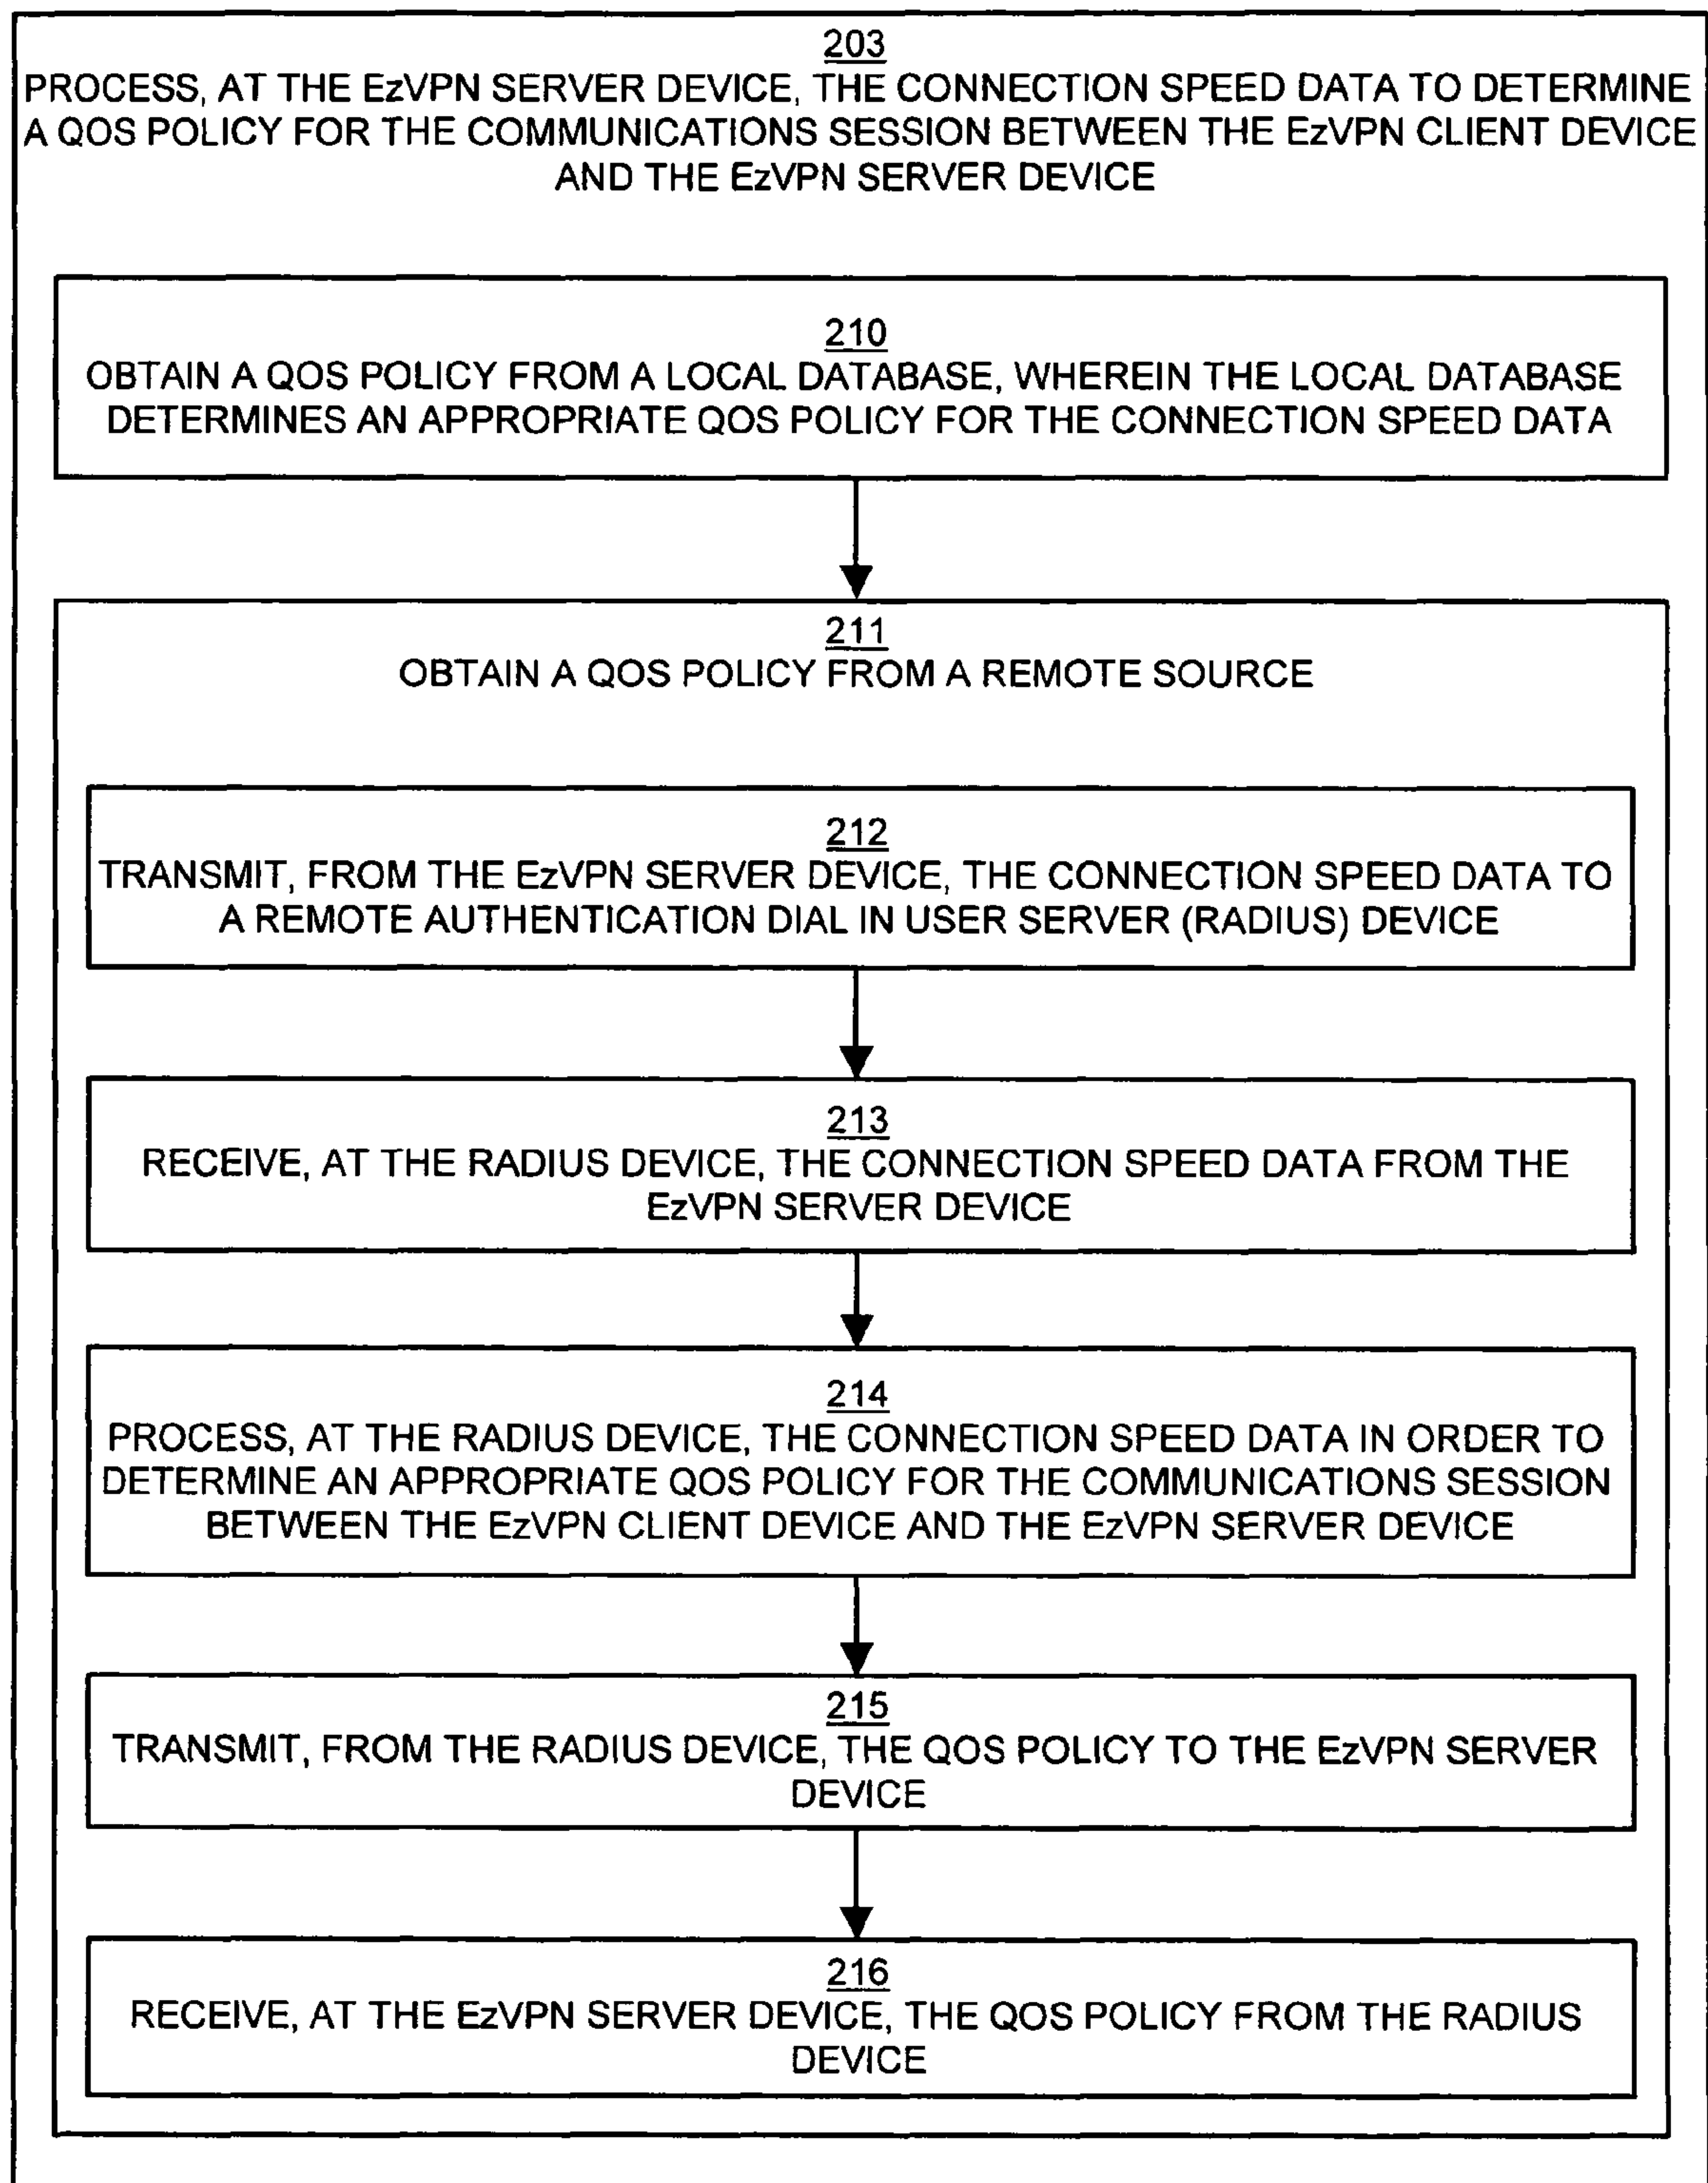 203
PROCESS, AT THE EzVPN SERVER DEVICE, THE CONNECTION SPEED DATA TO DETERMINE
A QOS POLICY FOR THE COMMUNICATIONS SESSION BETWEEN THE EzVPN CLIENT DEVICE
AND THE EzVPN SERVER DEVICE
210
OBTAIN A QOS POLICY FROM A LOCAL DATABASE, WHEREIN THE LOCAL DATABASE
DETERMINES AN APPROPRIATE QOS POLICY FOR THE CONNECTION SPEED DATA
211
OBTAIN A QOS POLICY FROM A REMOTE SOURCE
212
TRANSMIT, FROM THE EzVPN SERVER DEVICE, THE CONNECTION SPEED DATA TO
A REMOTE AUTHENTICATION DIAL IN USER SERVER (RADIUS) DEVICE
213
RECEIVE, AT THE RADIUS DEVICE, THE CONNECTION SPEED DATA FROM THE
EzVPN SERVER DEVICE
214
PROCESS, AT THE RADIUS DEVICE, THE CONNECTION SPEED DATA IN ORDER TO
DETERMINE AN APPROPRIATE QOS POLICY FOR THE COMMUNICATIONS SESSION
BETWEEN THE EzVPN CLIENT DEVICE AND THE EzVPN SERVER DEVICE
215
TRANSMIT, FROM THE RADIUS DEVICE, THE QOS POLICY TO THE EzVPN SERVER
DEVICE
216
RECEIVE, AT THE EzVPN SERVER DEVICE, THE QOS POLICY FROM THE RADIUS
DEVICE